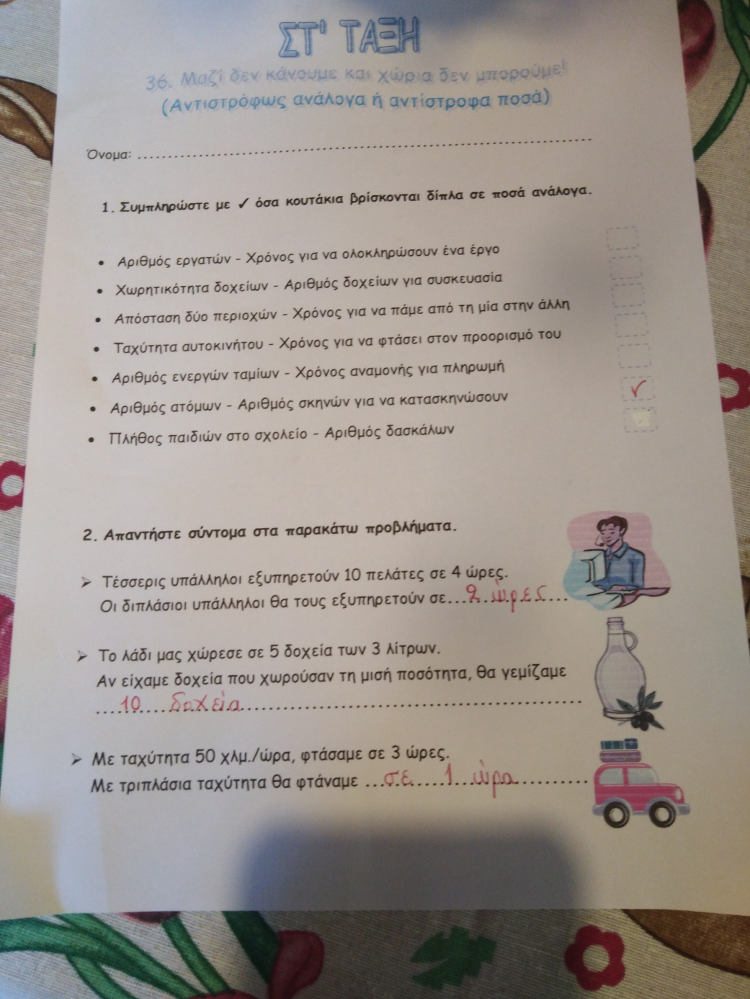 ΣΤ' ΤΑΞΗ
36. Μαζί δεν κάνουμε και χώρια δεν μπορούμε!
(Αντιστρόφως ανάλογα ή αντίστροφα ποσά)
Όνομα: ..........................................................................
1. Συμπληρώστε με ✓ όσα κουτάκια βρίσκονται δίπλα σε ποσά ανάλογα.
• Αριθμός εργατών - Χρόνος για να ολοκληρώσουν ένα έργο
• Χωρητικότητα δοχείων - Αριθμός δοχείων για συσκευασία
• Απόσταση δύο περιοχών - Χρόνος για να πάμε από τη μία στην άλλη
• Ταχύτητα αυτοκινήτου - Χρόνος για να φτάσει στον προορισμό του
• Αριθμός ενεργών ταμίων - Χρόνος αναμονής για πληρωμή
• Αριθμός ατόμων - Αριθμός σκηνών για να κατασκηνώσουν ✓
• Πλήθος παιδιών στο σχολείο - Αριθμός δασκάλων
2. Απαντήστε σύντομα στα παρακάτω προβλήματα.
➢ Τέσσερις υπάλληλοι εξυπηρετούν 10 πελάτες σε 4 ώρες.
Οι διπλάσιοι υπάλληλοι θα τους εξυπηρετούν σε...2 ώρες....
➢ Το λάδι μας χώρεσε σε 5 δοχεία των 3 λίτρων.
Αν είχαμε δοχεία που χωρούσαν τη μισή ποσότητα, θα γεμίζαμε
....10....δοχεία..................................................
➢ Με ταχύτητα 50 χλμ./ώρα, φτάσαμε σε 3 ώρες.
Με τριπλάσια ταχύτητα θα φτάναμε ...σε.....1...ώρα...........